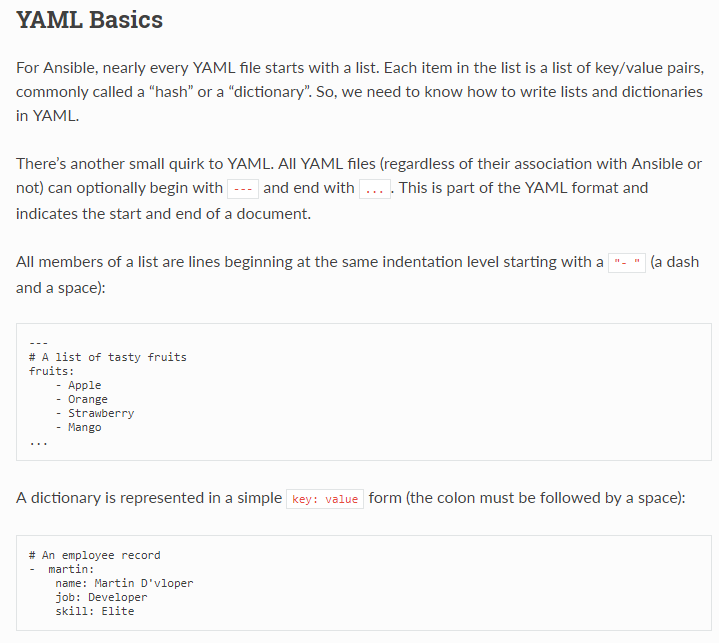 YAML Basics
For Ansible, nearly every YAML file starts with a list. Each item in the list is a list of key/value pairs,
commonly called a “hash” or a “dictionary”. So, we need to know how to write lists and dictionaries
in YAML.
There’s another small quirk to YAML. All YAML files (regardless of their association with Ansible or
not) can optionally begin with --- and end with ... . This is part of the YAML format and
indicates the start and end of a document.
All members of a list are lines beginning at the same indentation level starting with a "- " (a dash
and a space):
---
# A list of tasty fruits
fruits:
    - Apple
    - Orange
    - Strawberry
    - Mango
...
A dictionary is represented in a simple key: value form (the colon must be followed by a space):
# An employee record
-  martin:
    name: Martin D'vloper
    job: Developer
    skill: Elite